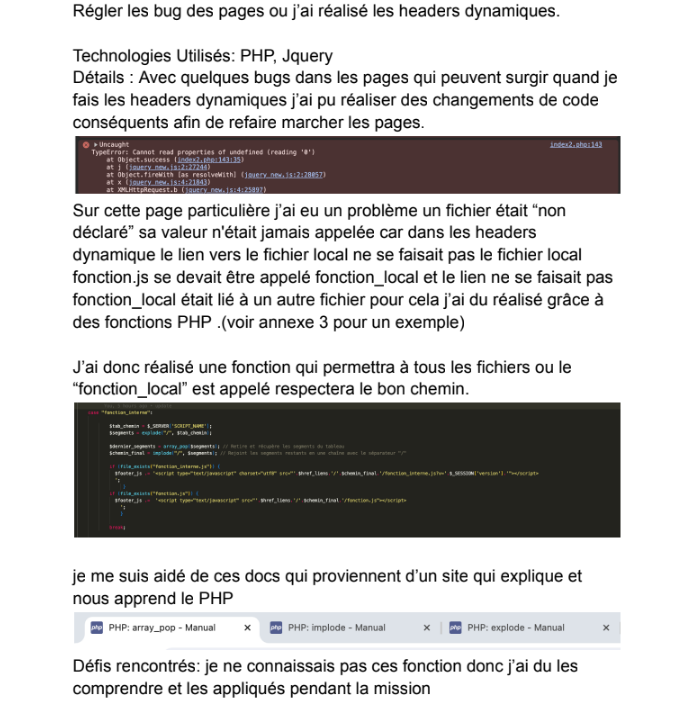 Régler les bug des pages ou j’ai réalisé les headers dynamiques.
Technologies Utilisés: PHP, Jquery
Détails : Avec quelques bugs dans les pages qui peuvent surgir quand je
fais les headers dynamiques j’ai pu réaliser des changements de code
conséquents afin de refaire marcher les pages.
▸Uncaught index2.php:143
TypeError: Cannot read properties of undefined (reading '0')
at Object.success (index2.php:143:35)
at j (jquery_new.js:2:27244)
at Object.fireWith [as resolveWith] (jquery_new.js:2:28057)
at x (jquery_new.js:4:21843)
at XMLHttpRequest.b (jquery_new.js:4:25897)
Sur cette page particulière j’ai eu un problème un fichier était “non
déclaré” sa valeur n'était jamais appelée car dans les headers
dynamique le lien vers le fichier local ne se faisait pas le fichier local
fonction.js se devait être appelé fonction_local et le lien ne se faisait pas
fonction_local était lié à un autre fichier pour cela j’ai du réalisé grâce à
des fonctions PHP .(voir annexe 3 pour un exemple)
J’ai donc réalisé une fonction qui permettra à tous les fichiers ou le
“fonction_local” est appelé respectera le bon chemin.
case "fonction_interne":
$tab_chemin = $_SERVER['SCRIPT_NAME'];
$segments = explode("/", $tab_chemin);
$dernier_segments = array_pop($segments); // Retire et récupère les segments du tableau
$chemin_final = implode("/", $segments); // Rejoint les segments restants en une chaîne avec le séparateur "/"
if (file_exists("fonction_interne.js")) {
$footer_js .= '<script type="text/javascript" charset="utf8" src="'.$href_liens.'/'.$chemin_final.'/fonction_interne.js?v='.$_SESSION['version'].'"></script>
';
}
if (file_exists("fonction.js")) {
$footer_js .= '<script type="text/javascript" src="'.$href_liens.'/'.$chemin_final.'/fonction.js"></script>
';
}
break;
je me suis aidé de ces docs qui proviennent d’un site qui explique et
nous apprend le PHP
php PHP: array_pop - Manual × php PHP: implode - Manual × php PHP: explode - Manual ×
Défis rencontrés: je ne connaissais pas ces fonction donc j’ai du les
comprendre et les appliqués pendant la mission